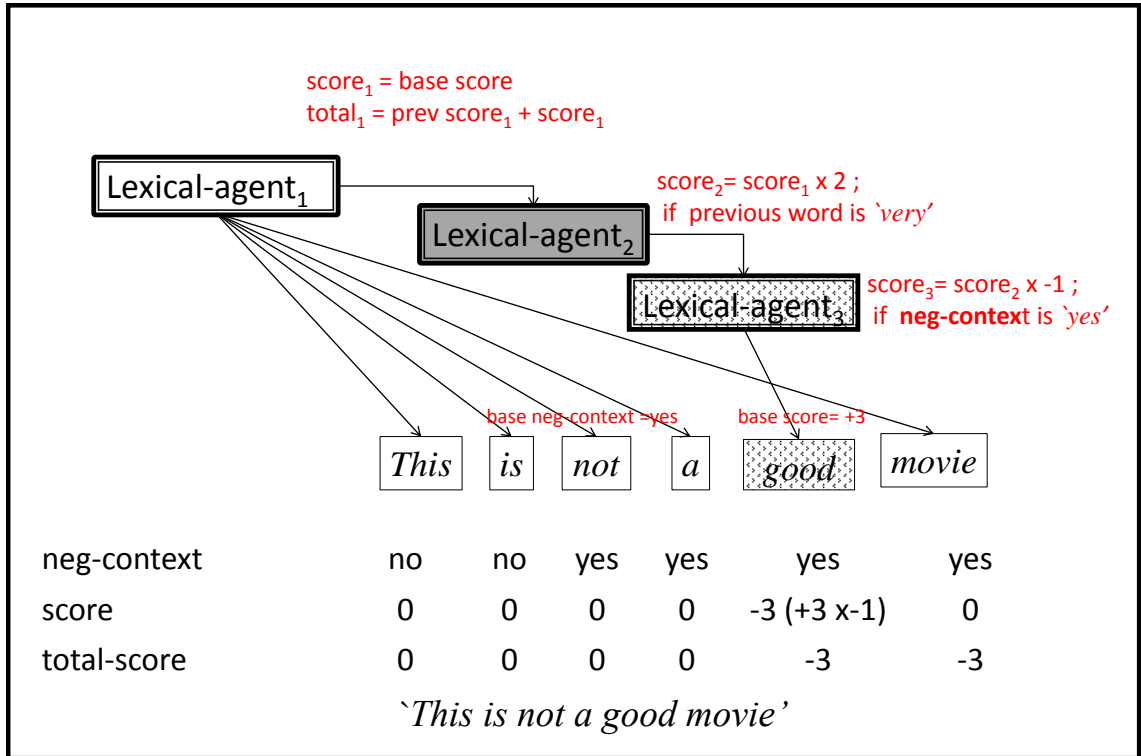 score₁ = base score
total₁ = prev score₁ + score₁
Lexical-agent₁
score₂= score₁ x 2 ;
if previous word is `very’
Lexical-agent₂
score₃= score₂ x -1 ;
if neg-context is `yes’
Lexical-agent₃
base neg-context =yes base score= +3
This is not a good movie
neg-context no no yes yes yes yes
score 0 0 0 0 -3 (+3 x-1) 0
total-score 0 0 0 0 -3 -3
`This is not a good movie’